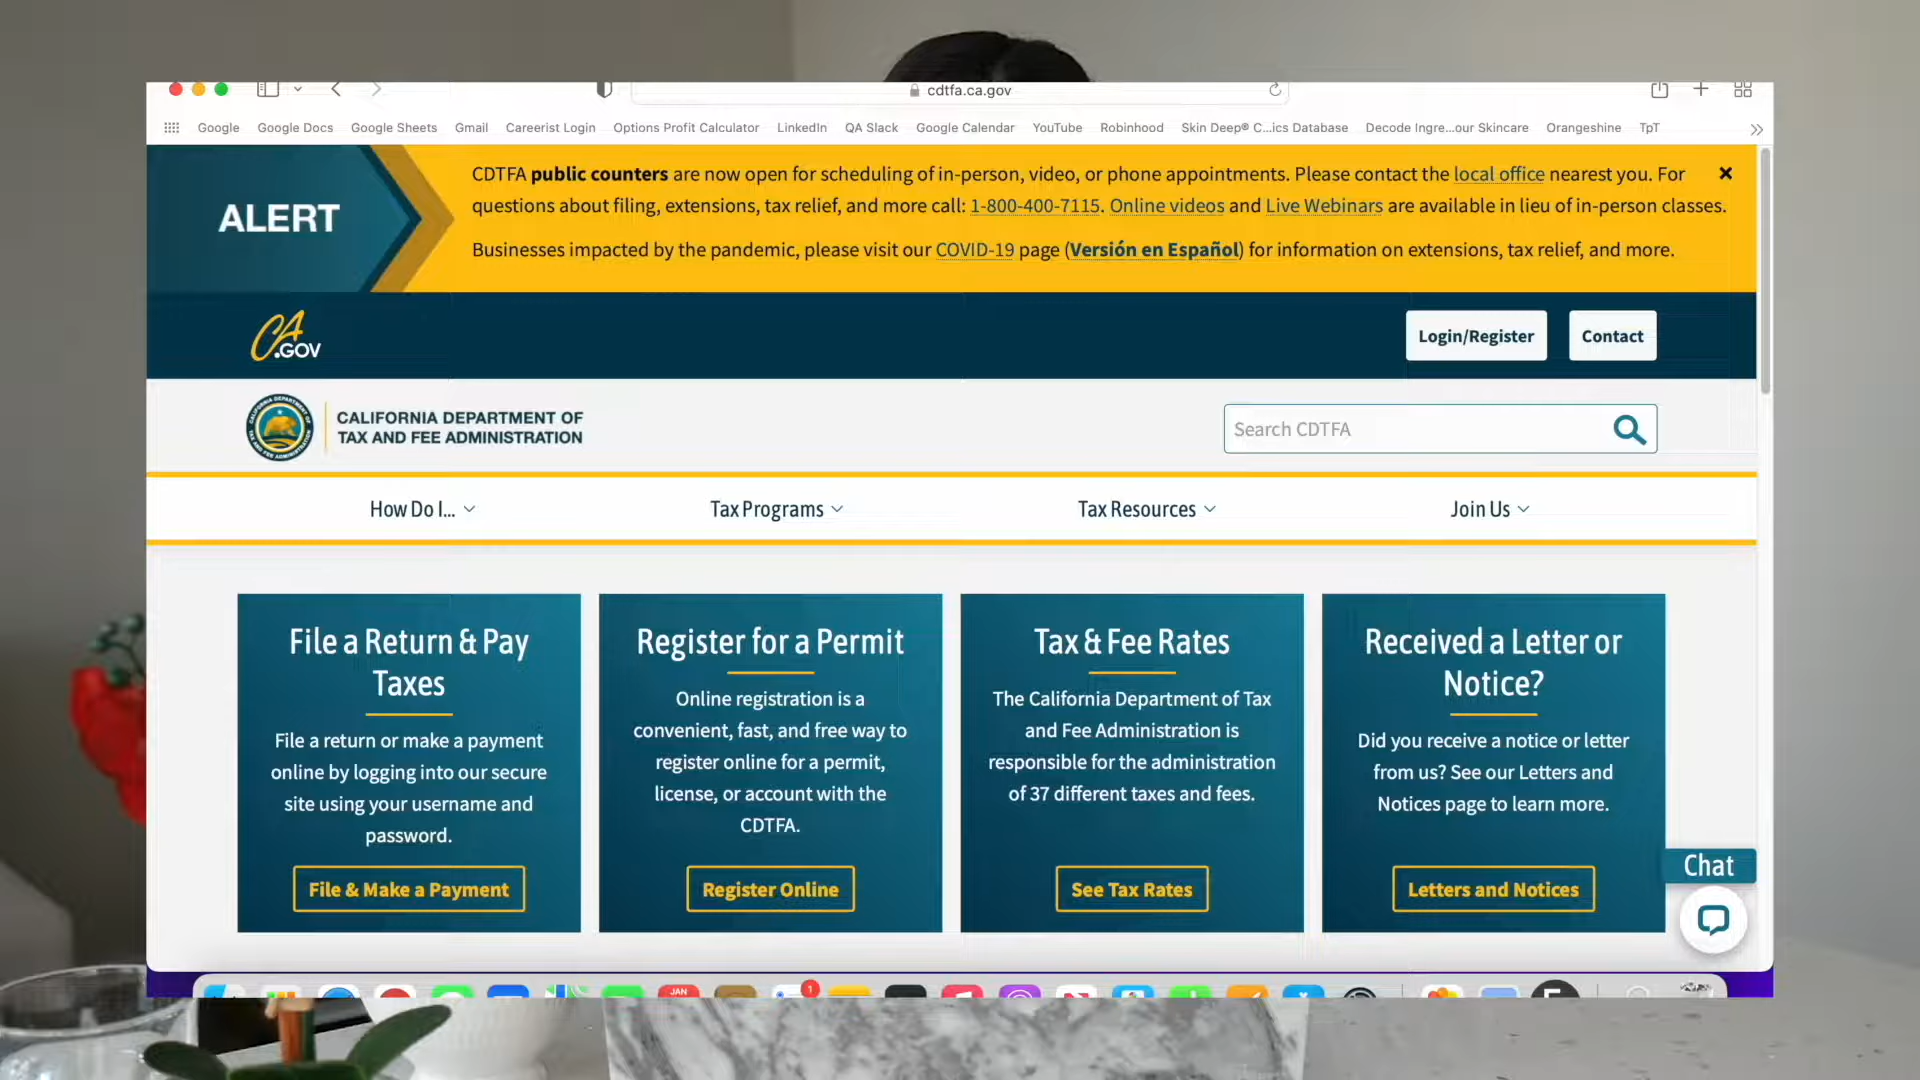 cdtfa.ca.gov
Google Google Docs Google Sheets Gmail Careerist Login Options Profit Calculator LinkedIn QA Slack Google Calendar YouTube Robinhood Skin Deep® C...ics Database Decode Ingre...our Skincare Orangeshine TpT
ALERT
CDTFA public counters are now open for scheduling of in-person, video, or phone appointments. Please contact the local office nearest you. For
questions about filing, extensions, tax relief, and more call: 1-800-400-7115. Online videos and Live Webinars are available in lieu of in-person classes.
Businesses impacted by the pandemic, please visit our COVID-19 page (Versión en Español) for information on extensions, tax relief, and more.
CA
.GOV
Login/Register
Contact
CALIFORNIA DEPARTMENT OF
TAX AND FEE ADMINISTRATION
Search CDTFA
How Do I...
Tax Programs
Tax Resources
Join Us
File a Return & Pay
Taxes
File a return or make a payment
online by logging into our secure
site using your username and
password.
File & Make a Payment
Register for a Permit
Online registration is a
convenient, fast, and free way to
register online for a permit,
license, or account with the
CDTFA.
Register Online
Tax & Fee Rates
The California Department of Tax
and Fee Administration is
responsible for the administration
of 37 different taxes and fees.
See Tax Rates
Received a Letter or
Notice?
Did you receive a notice or letter
from us? See our Letters and
Notices page to learn more.
Letters and Notices
Chat
JAN
1